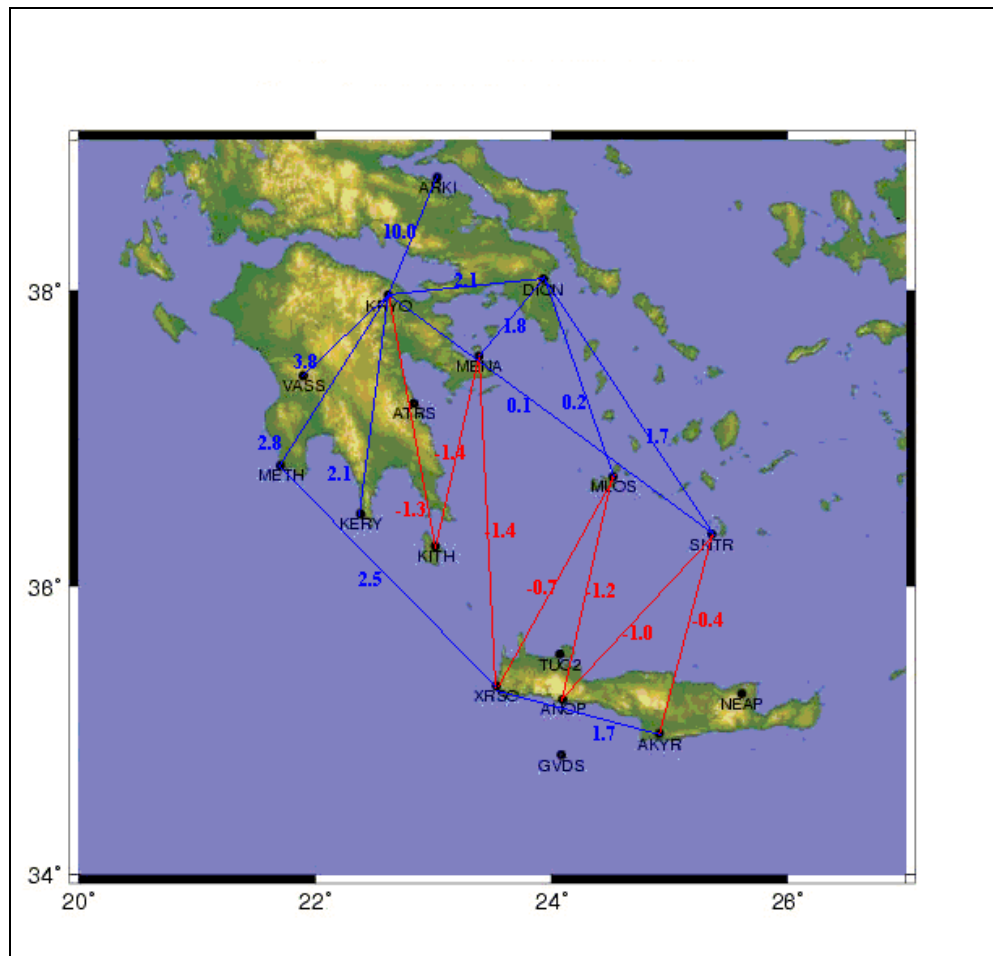 ARKI
10.0
38°
2.1
DION
KRYO
1.8
3.8
MENA
VASS
0.1
0.2
ATRS
1.7
2.8
-1.4
METH
2.1
MLOS
-1.3
KERY
-1.4
SNTR
KITH
2.5
36°
-0.7
-1.2
-0.4
-1.0
TUC2
XRSO
ANOP
NEAP
1.7
AKYR
GVDS
34°
20°
22°
24°
26°